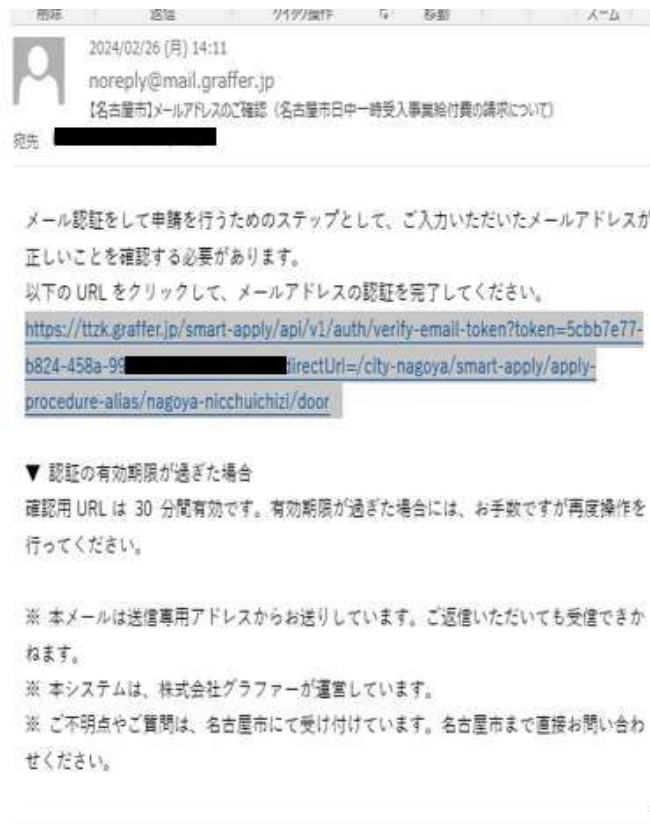 削除 返信 クイック操作 移動 ズーム
2024/02/26 (月) 14:11
noreply@mail.graffer.jp
【名古屋市】メールアドレスのご確認（名古屋市日中一時受入事業給付費の請求について）
宛先
メール認証をして申請を行うためのステップとして、ご入力いただいたメールアドレスが
正しいことを確認する必要があります。
以下の URL をクリックして、メールアドレスの認証を完了してください。
https://ttzk.graffer.jp/smart-apply/api/v1/auth/verify-email-token?token=5cbb7e77-
b824-458a-99 directUrl=/city-nagoya/smart-apply/apply-
procedure-alias/nagoya-nicchuichizi/door
▼ 認証の有効期限が過ぎた場合
確認用 URL は 30 分間有効です。有効期限が過ぎた場合には、お手数ですが再度操作を
行ってください。
※ 本メールは送信専用アドレスからお送りしています。ご返信いただいても受信できか
ねます。
※ 本システムは、株式会社グラファーが運営しています。
※ ご不明点やご質問は、名古屋市にて受け付けています。名古屋市まで直接お問い合わ
せください。